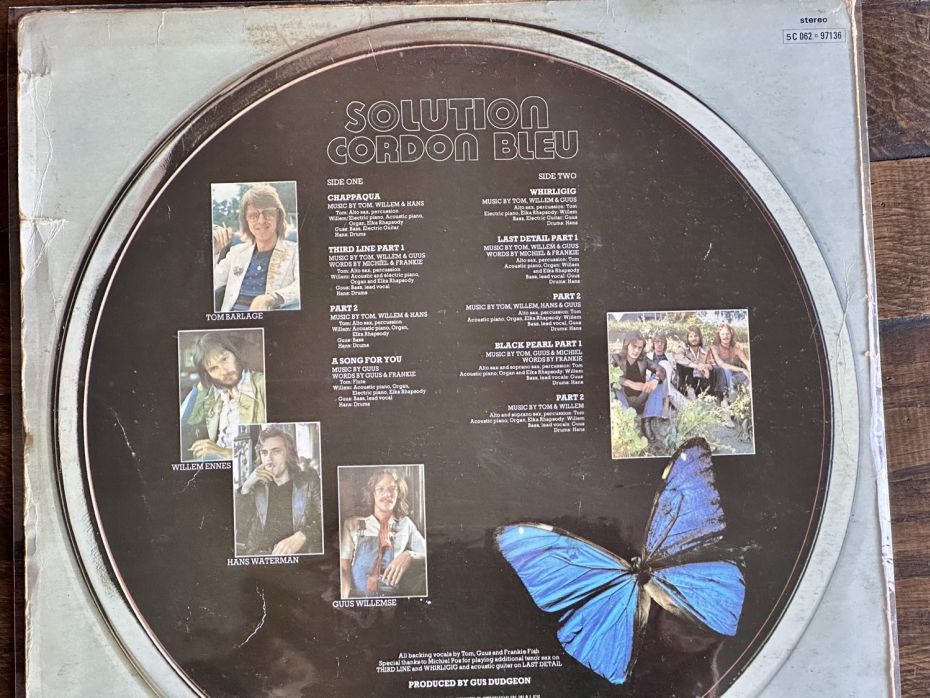 stereo
5C 062 - 97136
SOLUTION
CORDON BLEU
SIDE ONE
CHAPPAQUA
MUSIC BY TOM, WILLEM & HANS
Tom: Alto sax, percussion
Willem: Electric piano, Acoustic piano,
Organ, Elka Rhapsody
Guus: Bass, Electric Guitar
Hans: Drums
THIRD LINE PART 1
MUSIC BY TOM, WILLEM & GUUS
WORDS BY MICHIEL & FRANKIE
Tom: Alto sax, percussion
Willem: Acoustic and electric piano,
Organ and Elka Rhapsody
Guus: Bass, lead vocal
Hans: Drums
PART 2
MUSIC BY TOM, WILLEM & HANS
Tom: Alto sax, percussion
Willem: Acoustic piano, Organ,
Elka Rhapsody
Guus: Bass
Hans: Drums
A SONG FOR YOU
MUSIC BY GUUS
WORDS BY GUUS & FRANKIE
Tom: Flute
Willem: Acoustic piano, Organ,
Electric piano, Elka Rhapsody
Guus: Bass, lead vocal
Hans: Drums
SIDE TWO
WHIRLIGIG
MUSIC BY TOM, WILLEM & GUUS
Alto sax, percussion: Tom
Electric piano, Elka Rhapsody: Willem
Bass, Electric Guitar: Guus
Drums: Hans
LAST DETAIL PART 1
MUSIC BY TOM, WILLEM & GUUS
WORDS BY MICHIEL & FRANKIE
Alto sax, percussion: Tom
Acoustic piano, Organ: Willem
and Elka Rhapsody
Bass, lead vocal: Guus
Drums: Hans
PART 2
MUSIC BY TOM, WILLEM, HANS & GUUS
Alto sax, percussion: Tom
Acoustic piano, Organ, Elka Rhapsody: Willem
Bass, lead vocal, Guus
Drums: Hans
BLACK PEARL PART 1
MUSIC BY TOM, GUUS & MICHIEL
WORDS BY FRANKIE
Alto sax and soprano sax, percussion: Tom
Acoustic piano, Organ and Elka Rhapsody: Willem
Bass, lead vocals: Guus
Drums: Hans
PART 2
MUSIC BY TOM & WILLEM
Alto and soprano sax, percussion: Tom
Acoustic piano, Organ, Elka Rhapsody: Willem
Bass, lead vocals: Guus
Drums: Hans
TOM BARLAGE
WILLEM ENNES
HANS WATERMAN
GUUS WILLEMSE
All backing vocals by Tom, Guus and Frankie Fish
Special thanks to Michiel Pos for playing additional tenor sax on
THIRD LINE and WHIRLIGIG and acoustic guitar on LAST DETAIL
PRODUCED BY GUS DUDGEON